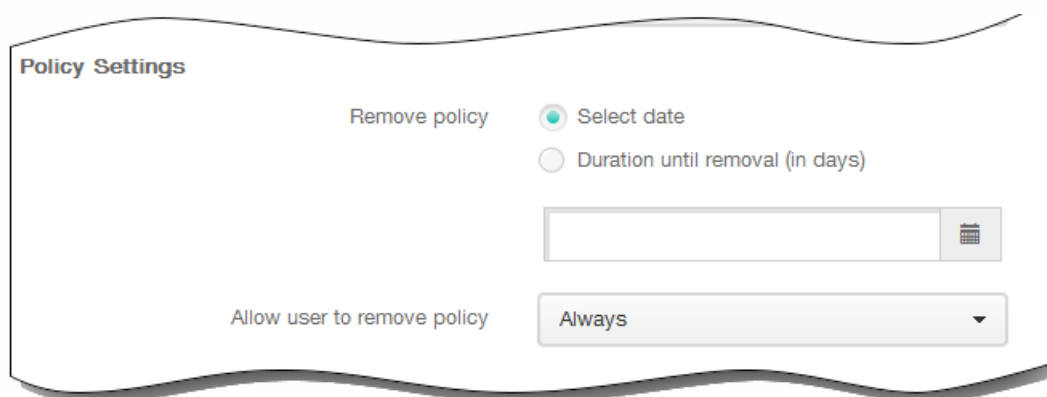 Policy Settings
Remove policy
Select date
Duration until removal (in days)
Allow user to remove policy
Always